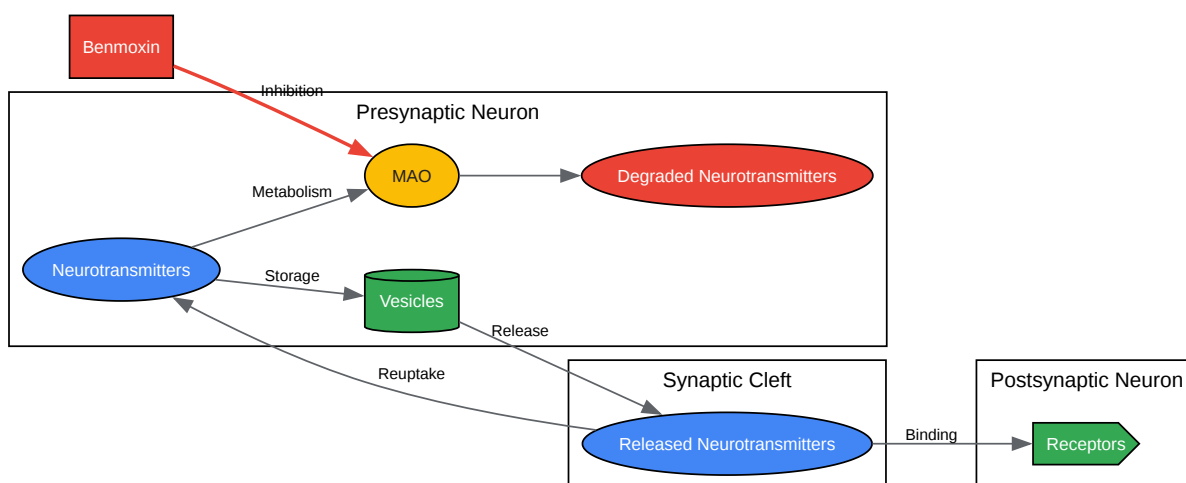 Benmoxin
Inhibition
Presynaptic Neuron
MAO
Degraded Neurotransmitters
Metabolism
Neurotransmitters
Storage
Vesicles
Release
Reuptake
Synaptic Cleft
Postsynaptic Neuron
Released Neurotransmitters
Binding
Receptors